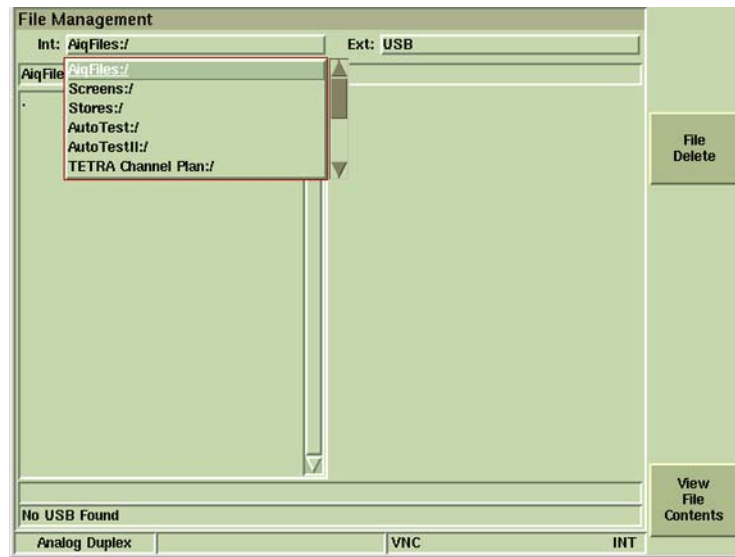 File Management
Int: AiqFiles:/ Ext: USB
AiqFile
AiqFiles:/
Screens:/
Stores:/
AutoTest:/
AutoTestII:/
TETRA Channel Plan:/
.
File
Delete
View
File
Contents
No USB Found
Analog Duplex VNC INT